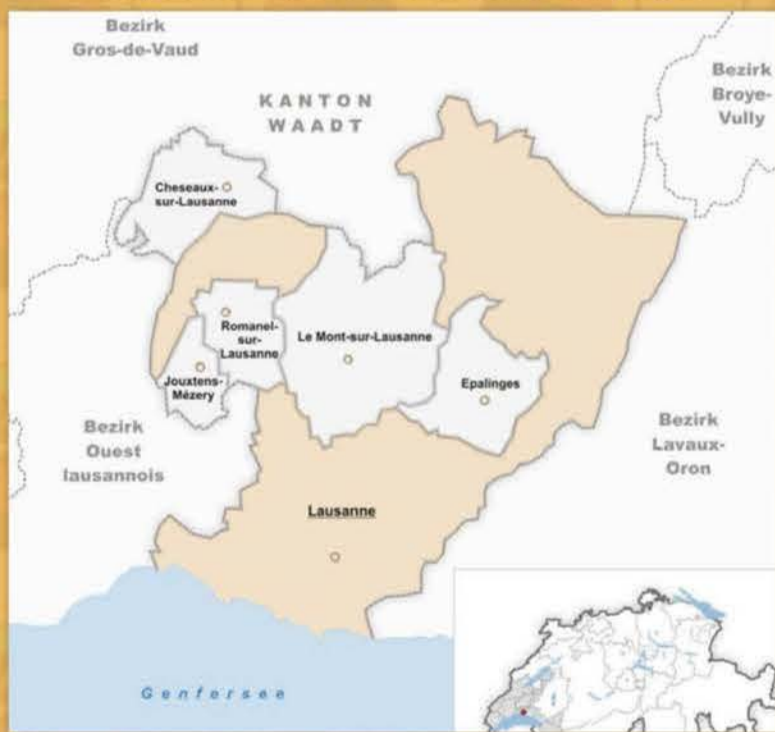 Bezirk
Gros-de-Vaud
Bezirk
Broye-
Vully
KANTON
WAADT
Cheseaux-
sur-Lausanne
Romanel-
sur-
Lausanne
Le Mont-sur-Lausanne
Jouxtens-
Mézery
Epalinges
Bezirk
Ouest
lausannois
Bezirk
Lavaux-
Oron
Lausanne
Genfersee